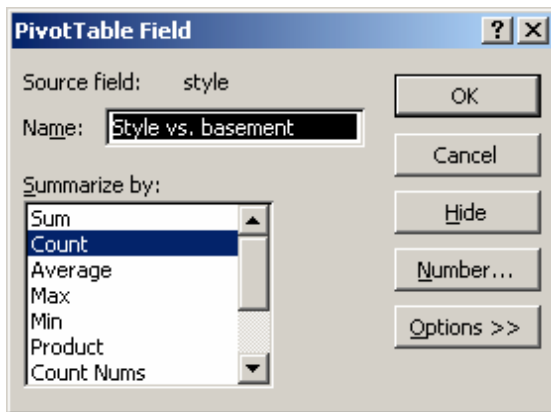 PivotTable Field
Source field: style
Name: Style vs. basement
Summarize by:
Sum
Count
Average
Max
Min
Product
Count Nums
OK
Cancel
Hide
Number...
Options >>